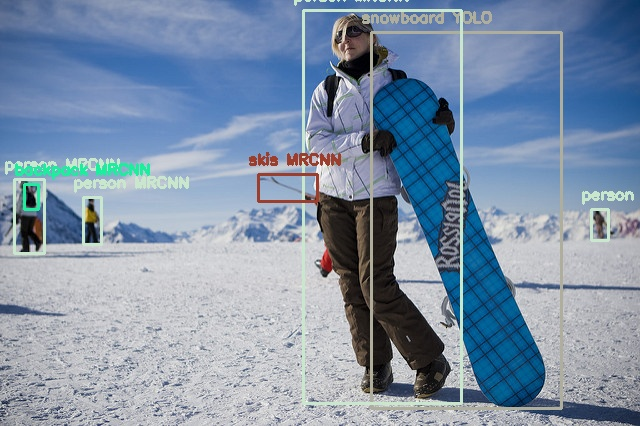 person MRCNN
snowboard YOLO
skis MRCNN
person MRCNN
backpack MRCNN
person MRCNN
person
ROSSIGNOL